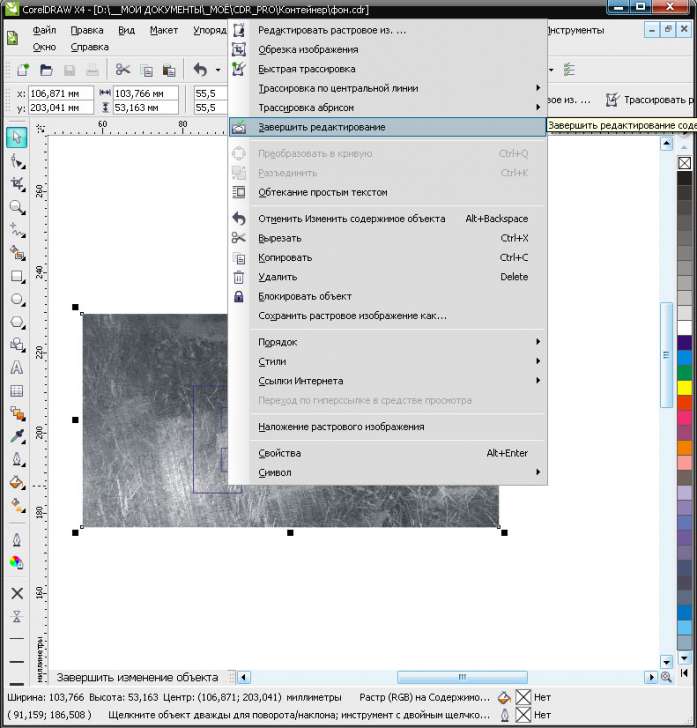 CorelDRAW X4 - [D:\__МОИ ДОКУМЕНТЫ\_МОЁ\CDR_PRO\Контейнер\фон.cdr]
Файл Правка Вид Макет Упоряд
нструменты
Окно Справка
x: 106,871 мм
y: 203,041 мм
103,766 мм
53,163 мм
55,5
55,5
вое из. ... Трассировать р
80 60
260
240
220
200
180
160
миллиметры
Редактировать растровое из. ...
Обрезка изображения
Быстрая трассировка
Трассировка по центральной линии
Трассировка абрисом
Завершить редактирование
Завершить редактирование соде
Преобразовать в кривую Ctrl+Q
Разъединить Ctrl+K
Обтекание простым текстом
Отменить Изменить содержимое объекта Alt+Backspace
Вырезать Ctrl+X
Копировать Ctrl+C
Удалить Delete
Блокировать объект
Сохранить растровое изображение как...
Порядок
Стили
Ссылки Интернета
Переход по гиперссылке в средстве просмотра
Наложение растрового изображения
Свойства Alt+Enter
Символ
Завершить изменение объекта
Ширина: 103,766 Высота: 53,163 Центр: (106,871; 203,041) миллиметры Растр (RGB) на Содержимо... Нет
( 91,159; 186,508 ) Щелкните объект дважды для поворота/наклона; инструмент с двойным щелчко... Нет